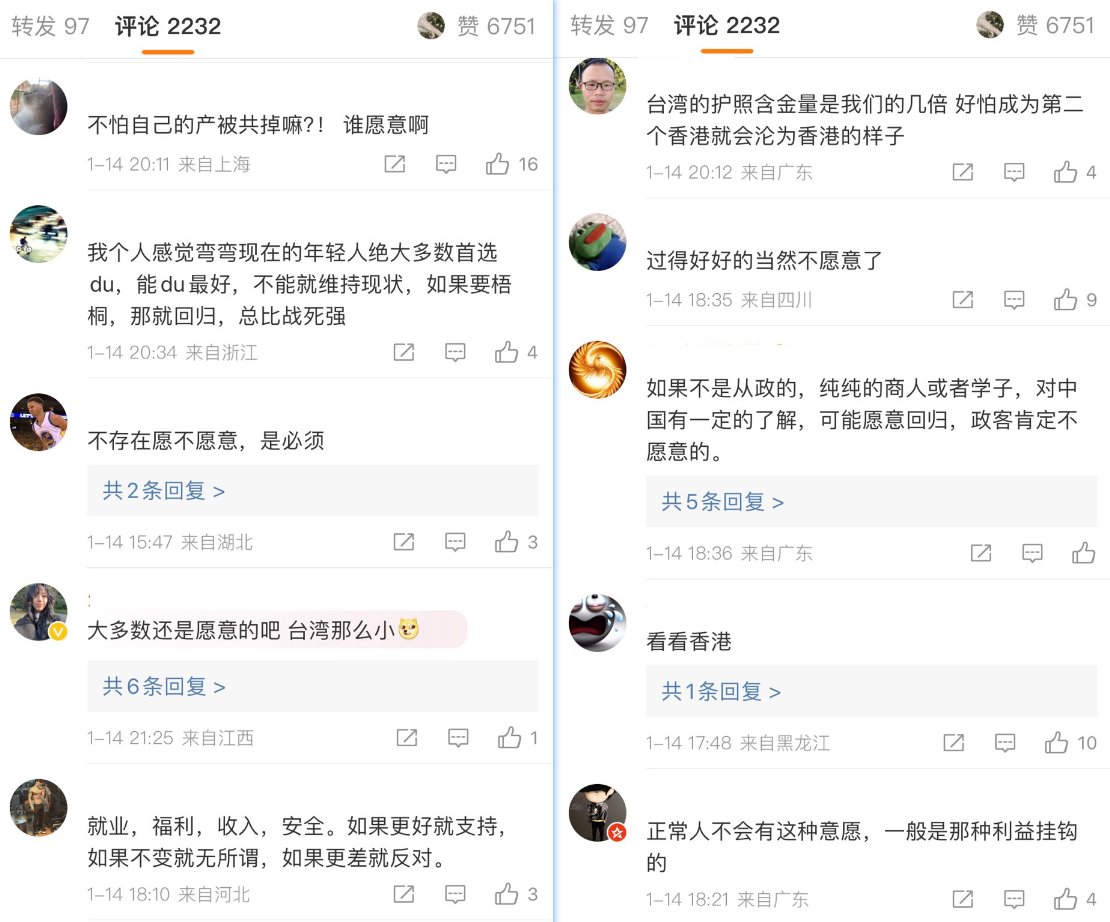 转发 97 评论 2232 赞 6751
不怕自己的产被共掉嘛?! 谁愿意啊
1-14 20:11 来自上海 16
我个人感觉弯弯现在的年轻人绝大多数首选
du，能du最好，不能就维持现状，如果要梧
桐，那就回归，总比战死强
1-14 20:34 来自浙江 4
不存在愿不愿意，是必须
共2条回复 >
1-14 15:47 来自湖北 3
大多数还是愿意的吧 台湾那么小
共6条回复 >
1-14 21:25 来自江西 1
就业，福利，收入，安全。如果更好就支持，
如果不变就无所谓，如果更差就反对。
1-14 18:10 来自河北 3
转发 97 评论 2232 赞 6751
台湾的护照含金量是我们的几倍 好怕成为第二
个香港就会沦为香港的样子
1-14 20:12 来自广东 4
过得好好的当然不愿意了
1-14 18:35 来自四川 9
如果不是从政的，纯纯的商人或者学子，对中
国有一定的了解，可能愿意回归，政客肯定不
愿意的。
共5条回复 >
1-14 18:36 来自广东
看看香港
共1条回复 >
1-14 17:48 来自黑龙江 10
正常人不会有这种意愿，一般是那种利益挂钩
的
1-14 18:21 来自广东 4